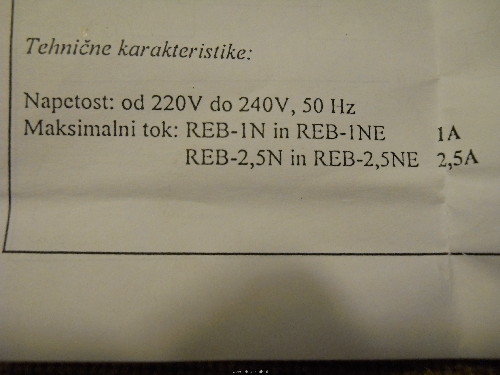 Tehnične karakteristike:
Napetost: od 220V do 240V, 50 Hz
Maksimalni tok: REB-1N in REB-1NE 1A
REB-2,5N in REB-2,5NE 2,5A